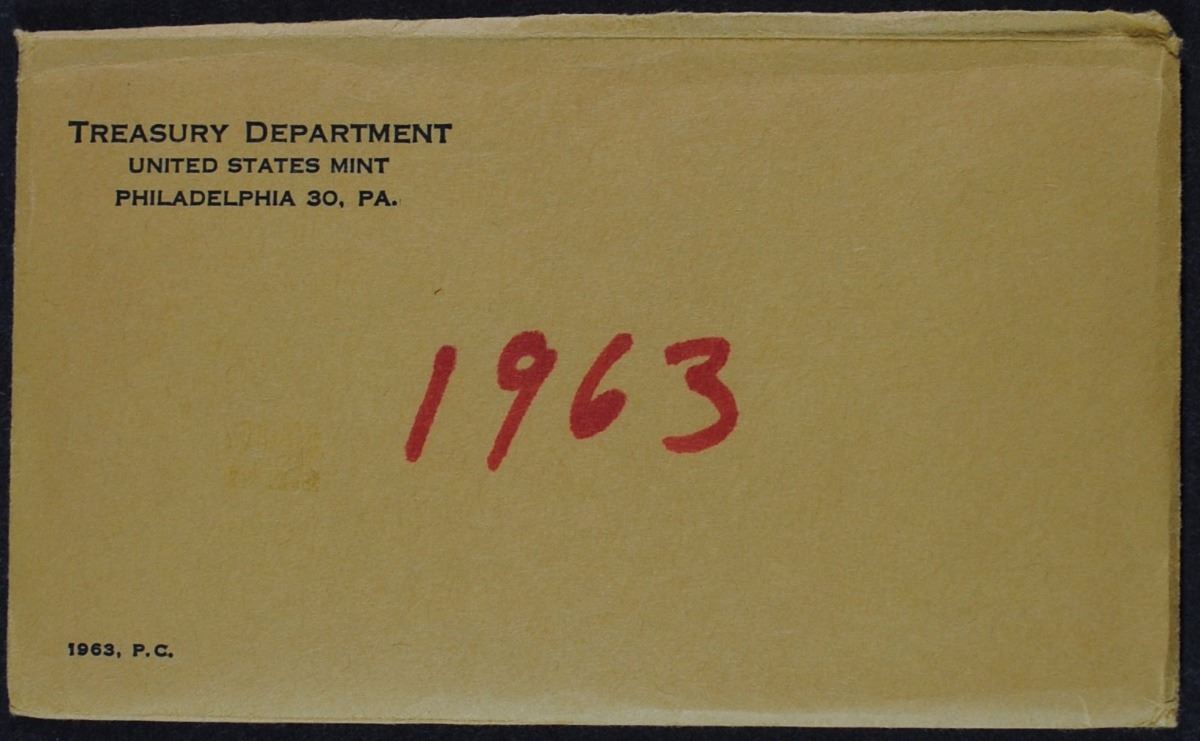 TREASURY DEPARTMENT
UNITED STATES MINT
PHILADELPHIA 30, PA.
1963
1963, P.C.